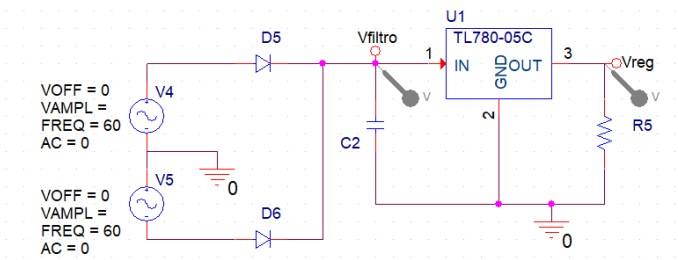 U1
D5
Vfiltro
TL780-05C
1
IN
GND
OUT
3
Vreg
V
V
VOFF = 0
V4
VAMPL =
FREQ = 60
AC = 0
2
C2
R5
0
VOFF = 0
V5
VAMPL =
FREQ = 60
AC = 0
D6
0